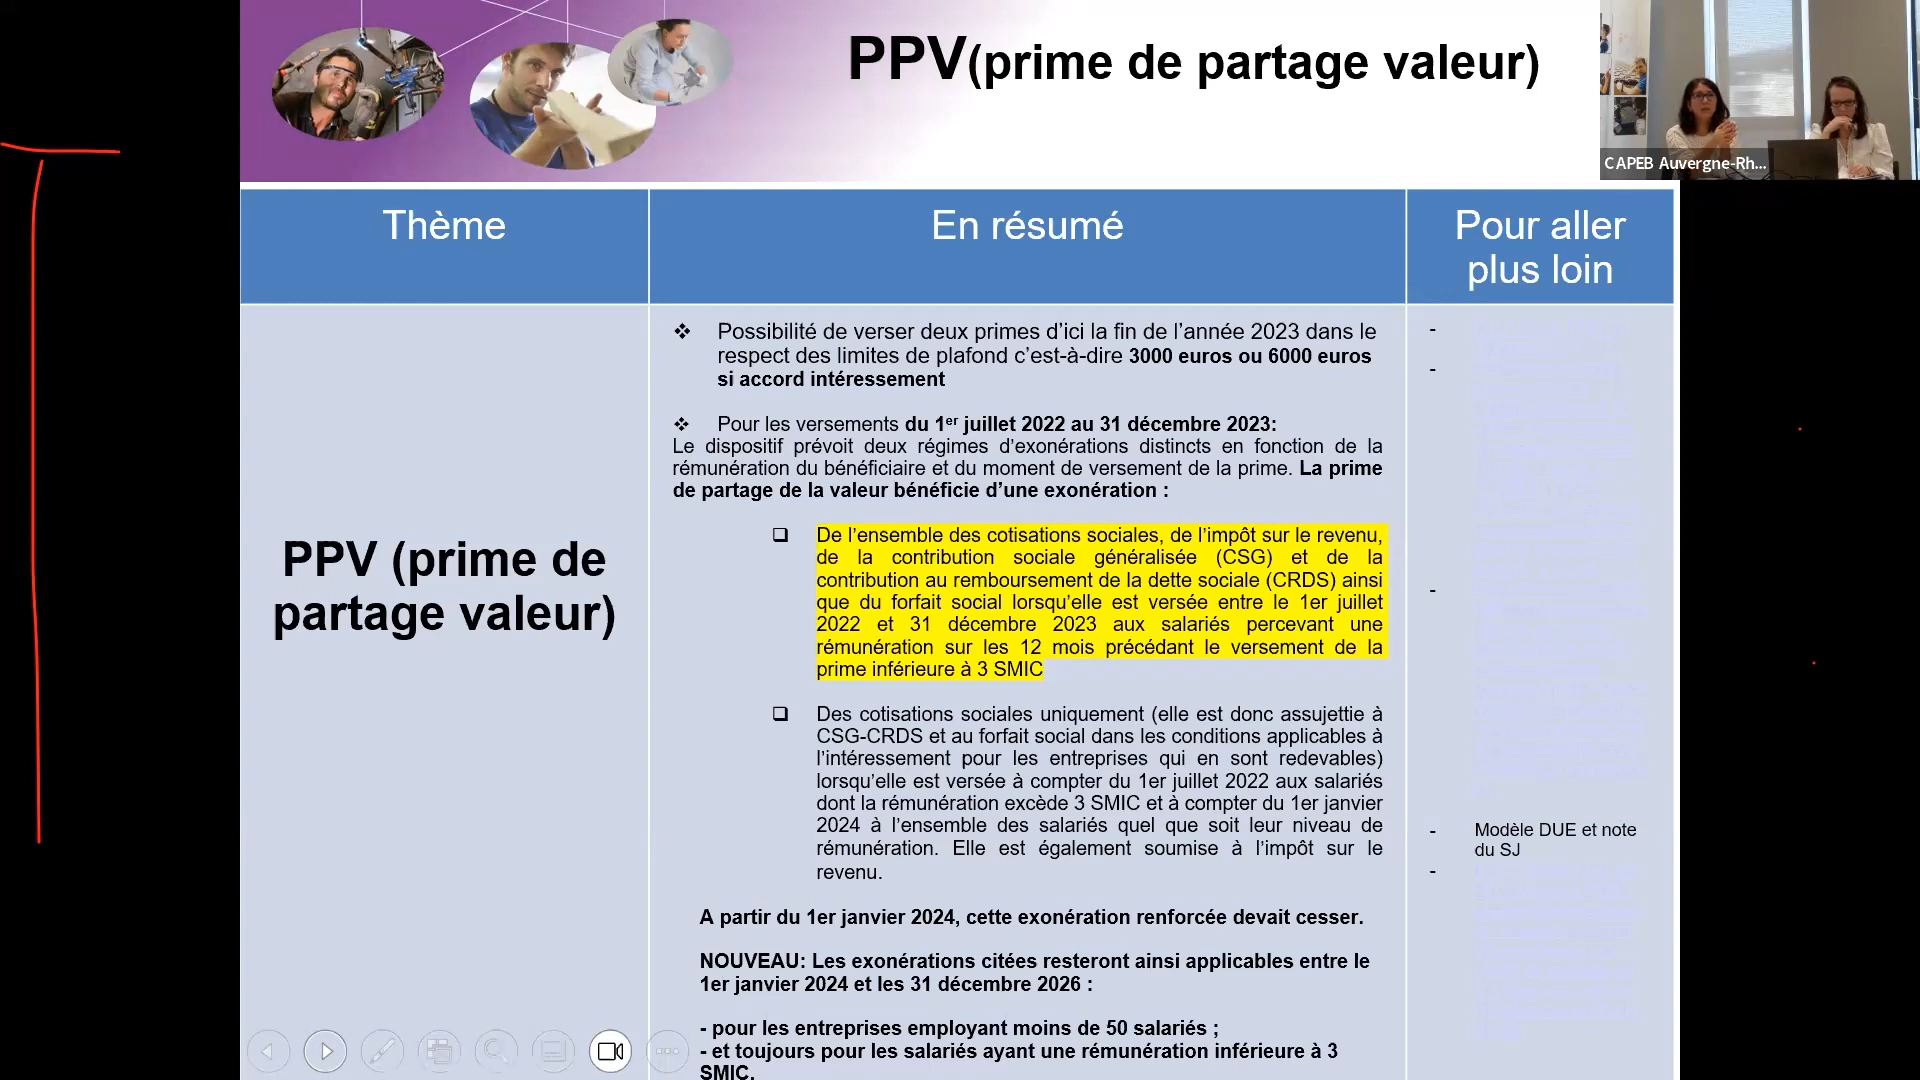 PPV(prime de partage valeur)
CAPEB Auvergne-Rh...
Thème
En résumé
Pour aller
plus loin
PPV (prime de
partage valeur)
❖ Possibilité de verser deux primes d’ici la fin de l’année 2023 dans le
respect des limites de plafond c’est-à-dire 3000 euros ou 6000 euros
si accord intéressement
❖ Pour les versements du 1er juillet 2022 au 31 décembre 2023:
Le dispositif prévoit deux régimes d’exonérations distincts en fonction de la
rémunération du bénéficiaire et du moment de versement de la prime. La prime
de partage de la valeur bénéficie d’une exonération :
❑ De l’ensemble des cotisations sociales, de l’impôt sur le revenu,
de la contribution sociale généralisée (CSG) et de la
contribution au remboursement de la dette sociale (CRDS) ainsi
que du forfait social lorsqu’elle est versée entre le 1er juillet
2022 et 31 décembre 2023 aux salariés percevant une
rémunération sur les 12 mois précédant le versement de la
prime inférieure à 3 SMIC
❑ Des cotisations sociales uniquement (elle est donc assujettie à
CSG-CRDS et au forfait social dans les conditions applicables à
l’intéressement pour les entreprises qui en sont redevables)
lorsqu’elle est versée à compter du 1er juillet 2022 aux salariés
dont la rémunération excède 3 SMIC et à compter du 1er janvier
2024 à l’ensemble des salariés quel que soit leur niveau de
rémunération. Elle est également soumise à l’impôt sur le
revenu.
A partir du 1er janvier 2024, cette exonération renforcée devait cesser.
NOUVEAU: Les exonérations citées resteront ainsi applicables entre le
1er janvier 2024 et les 31 décembre 2026 :
- pour les entreprises employant moins de 50 salariés ;
- et toujours pour les salariés ayant une rémunération inférieure à 3
SMIC.
- Modèle DUE et note
du SJ